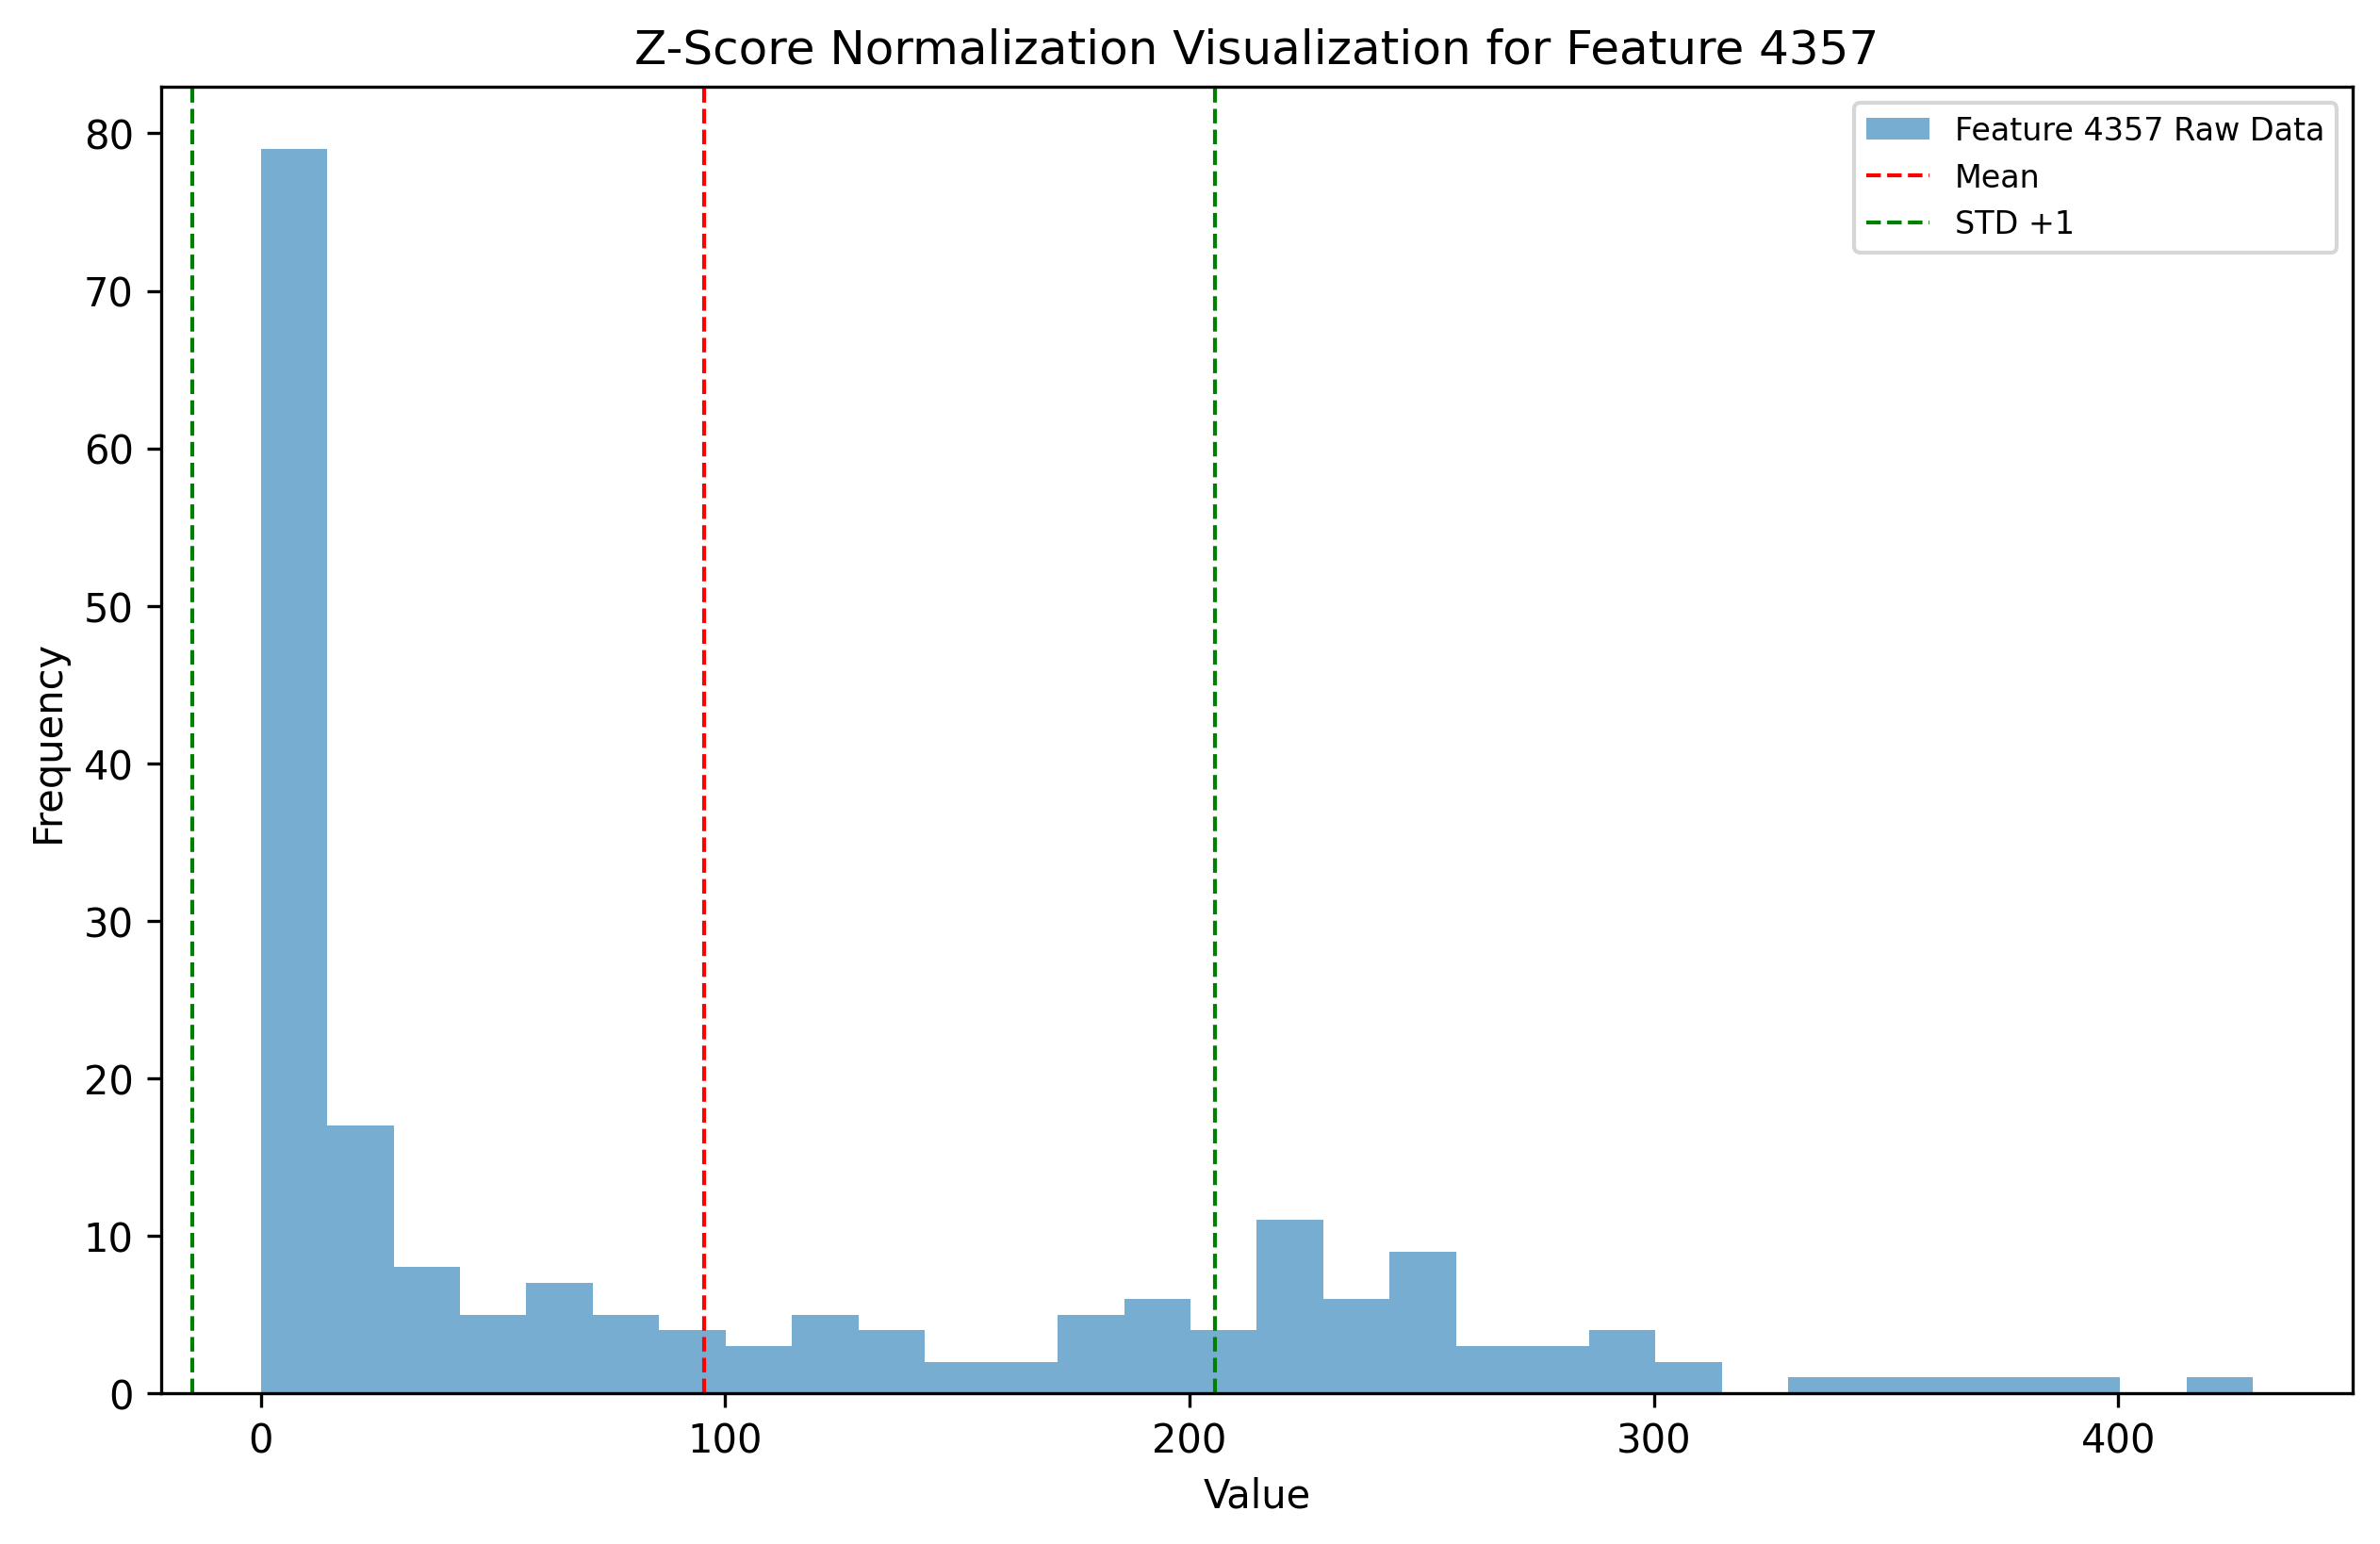 Z-Score Normalization Visualization for Feature 4357
Feature 4357 Raw Data
Mean
STD +1
Frequency
80
70
60
50
40
30
20
10
0
0 100 200 300 400
Value